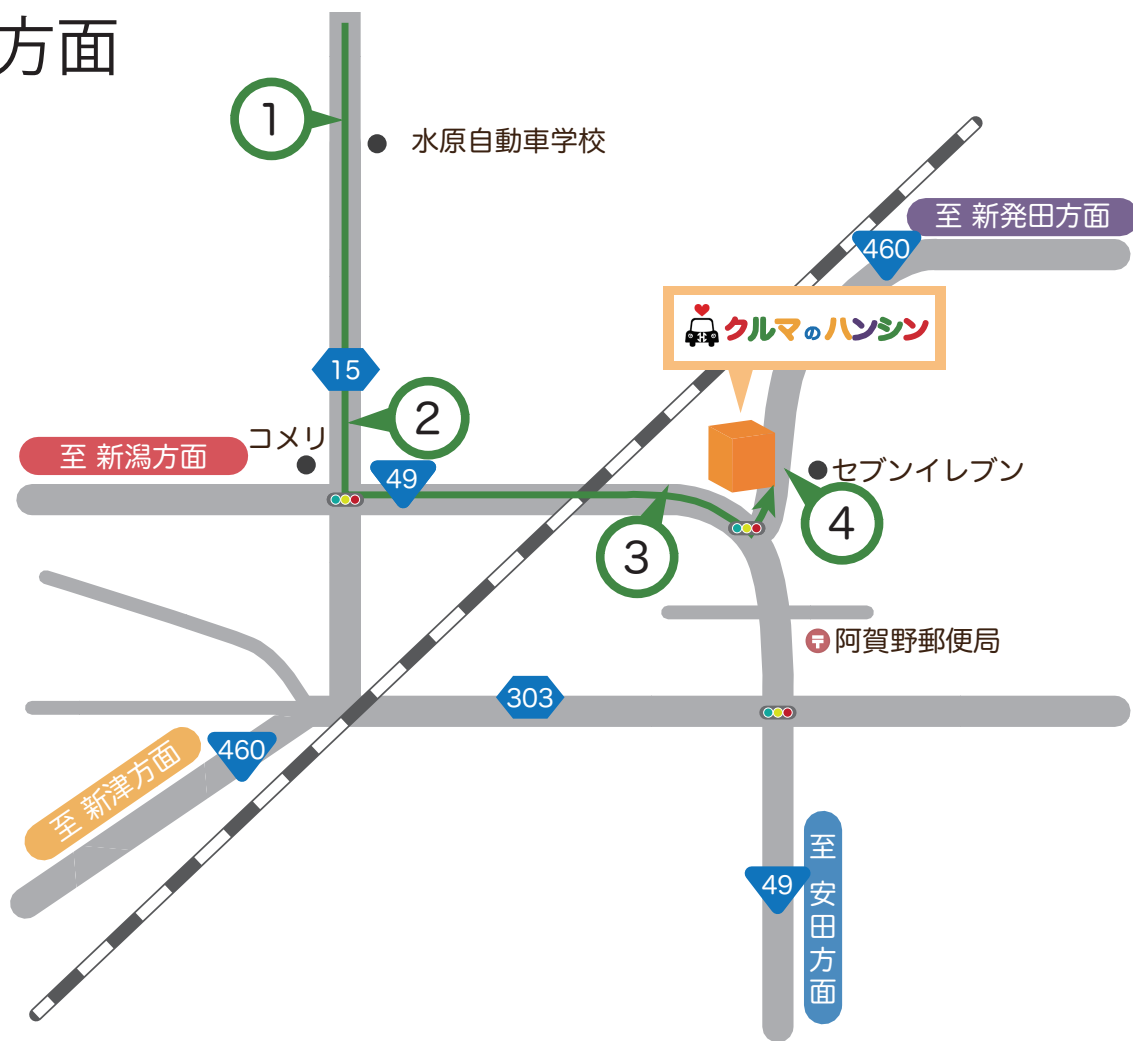 方面
1
水原自動車学校
至 新発田方面
460
クルマのハンシン
15
2
コメリ
至 新潟方面
49
セブンイレブン
4
3
〒阿賀野郵便局
303
460
至 新津方面
49
至 安田方面